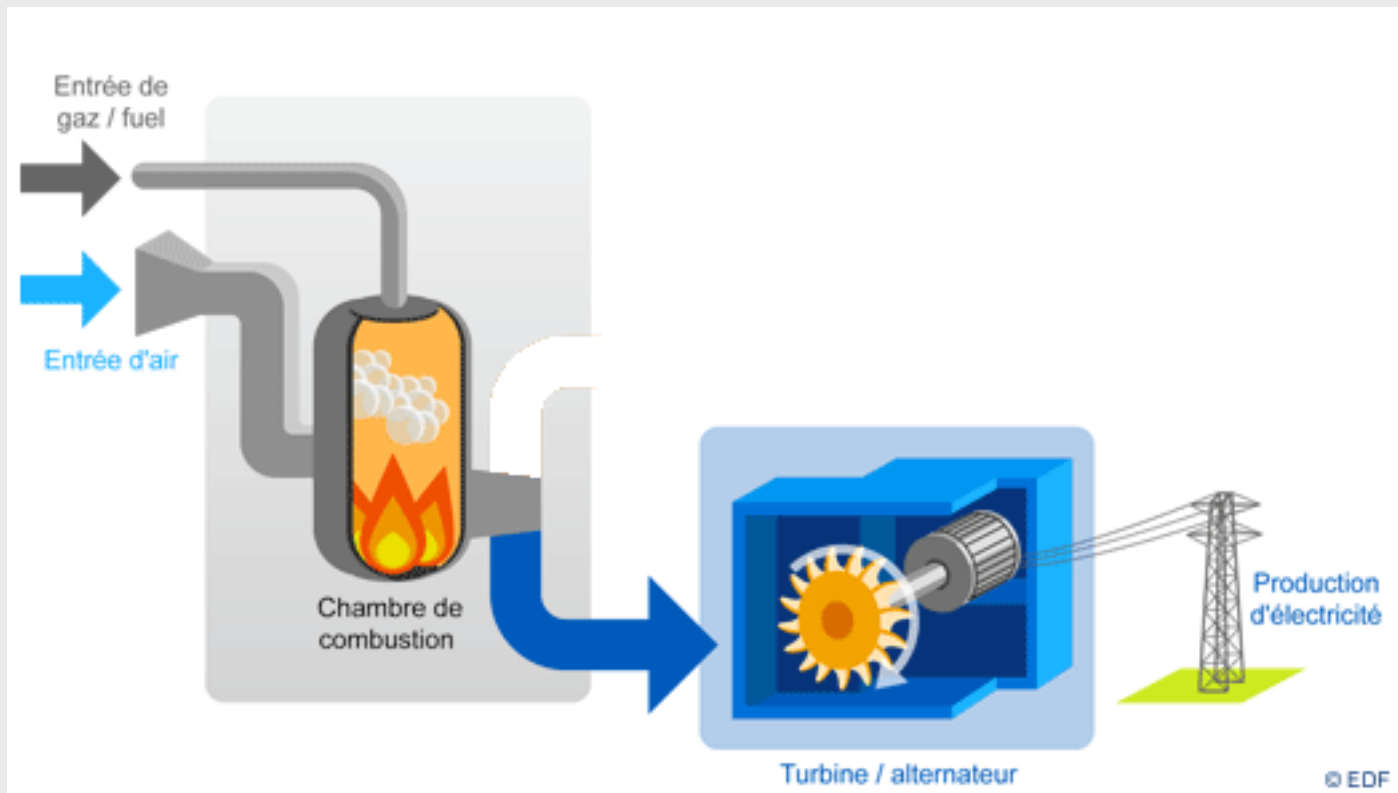 Entrée de
gaz / fuel
Entrée d'air
Chambre de
combustion
Production
d'électricité
Turbine / alternateur
© EDF